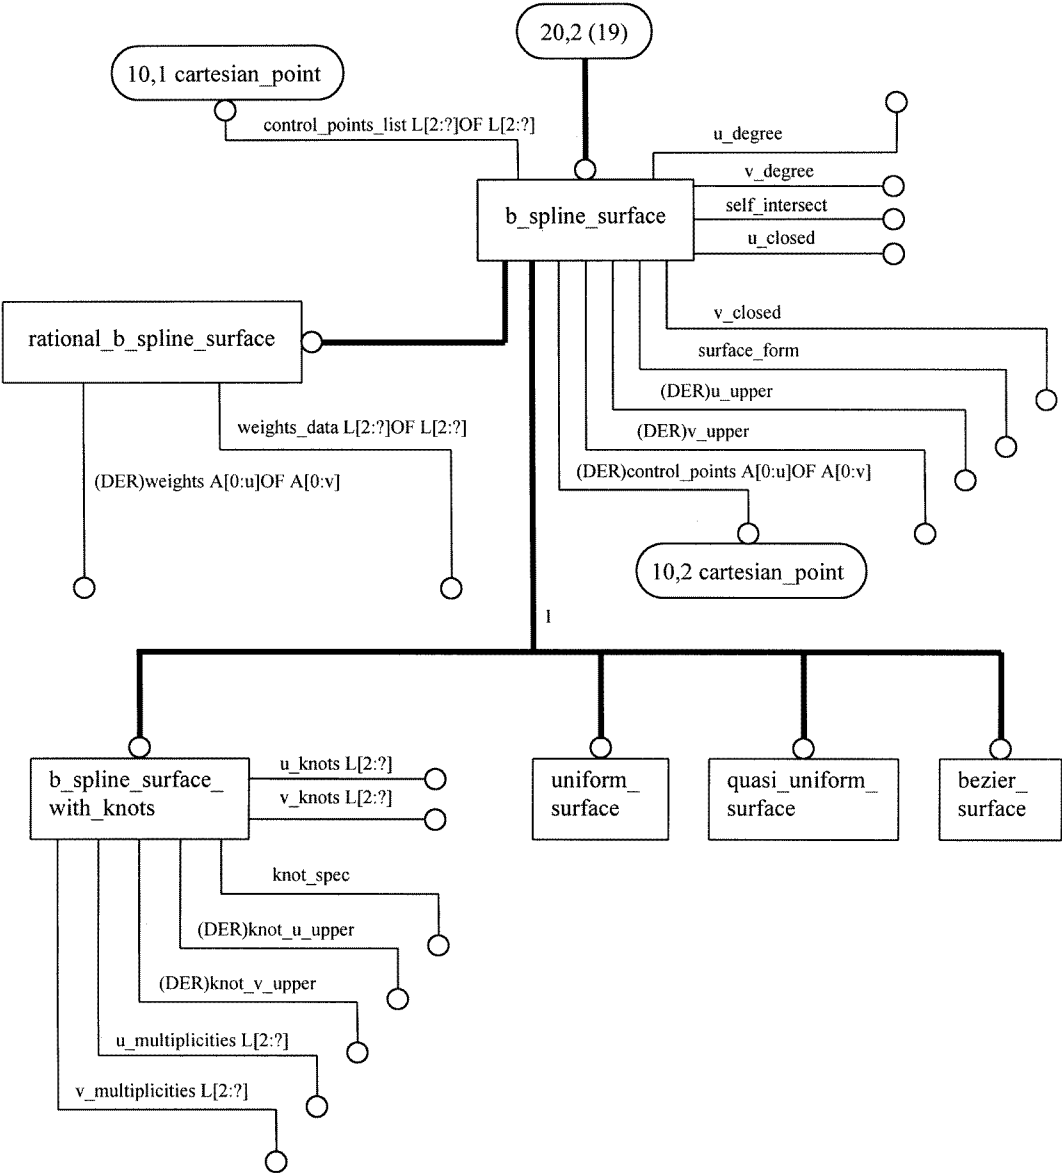 20,2 (19)
10,1 cartesian_point
control_points_list L[2:?]OF L[2:?]
u_degree
v_degree
b_spline_surface
self_intersect
u_closed
v_closed
rational_b_spline_surface
surface_form
(DER)u_upper
weights_data L[2:?]OF L[2:?]
(DER)v_upper
(DER)weights A[0:u]OF A[0:v]
(DER)control_points A[0:u]OF A[0:v]
10,2 cartesian_point
1
b_spline_surface_
with_knots
u_knots L[2:?]
v_knots L[2:?]
uniform_
surface
quasi_uniform_
surface
bezier_
surface
knot_spec
(DER)knot_u_upper
(DER)knot_v_upper
u_multiplicities L[2:?]
v_multiplicities L[2:?]